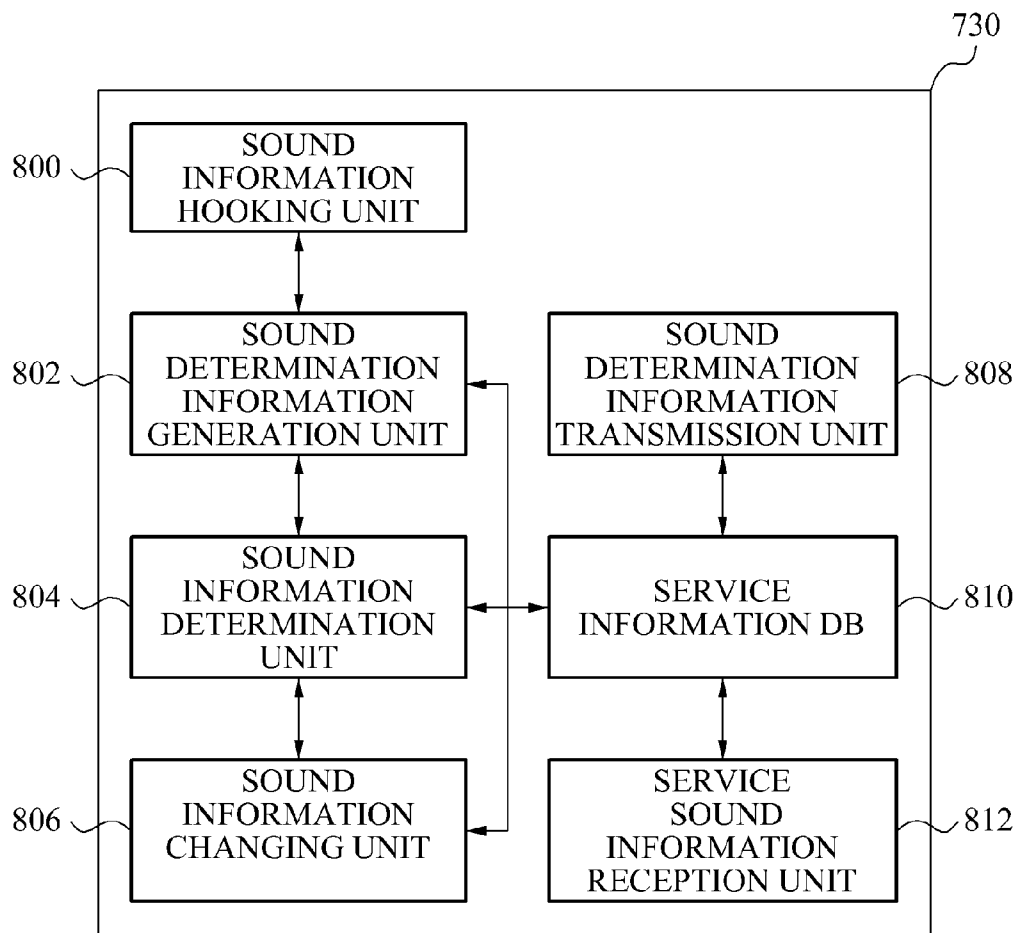 730
800
SOUND
INFORMATION
HOOKING UNIT
802
SOUND
DETERMINATION
INFORMATION
GENERATION UNIT
SOUND
DETERMINATION
INFORMATION
TRANSMISSION UNIT
808
804
SOUND
INFORMATION
DETERMINATION
UNIT
SERVICE
INFORMATION DB
810
806
SOUND
INFORMATION
CHANGING UNIT
SERVICE
SOUND
INFORMATION
RECEPTION UNIT
812